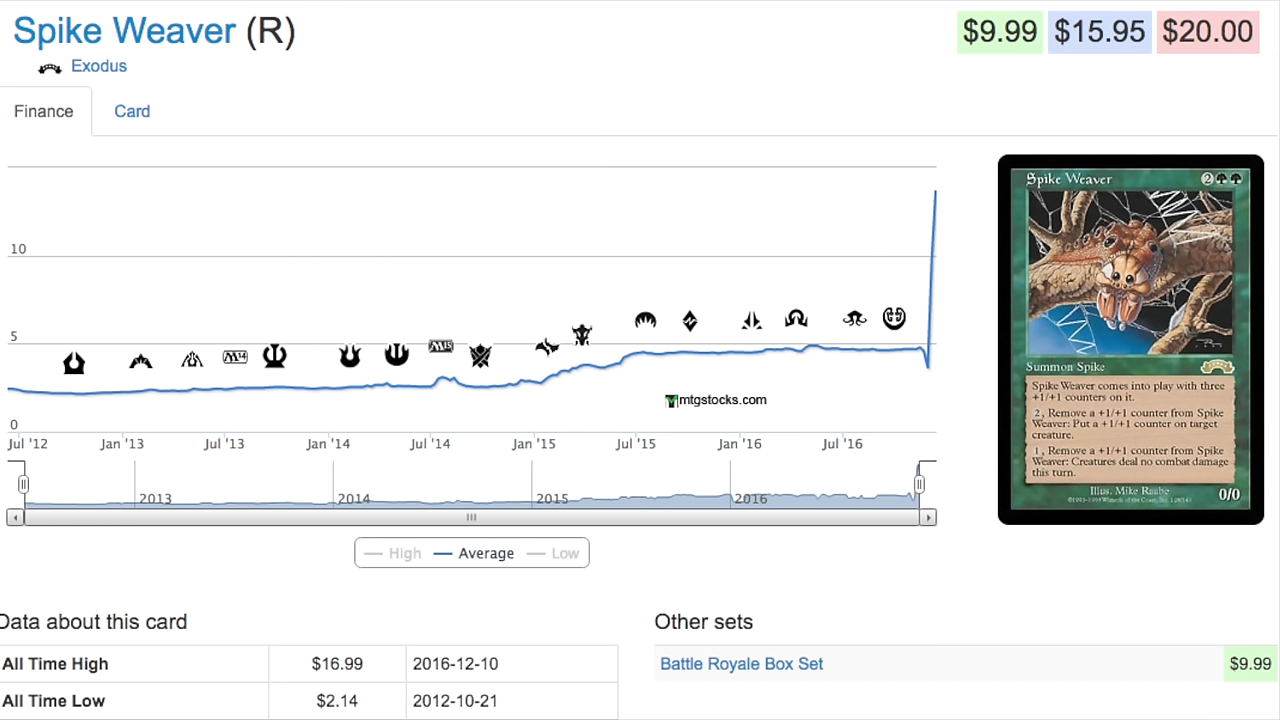 Spike Weaver (R)
$9.99 $15.95 $20.00
Exodus
Finance
Card
10
5
0
M14
M15
mtgstocks.com
Jul '12 Jan '13 Jul '13 Jan '14 Jul '14 Jan '15 Jul '15 Jan '16 Jul '16
2013 2014 2015 2016
High Average Low
Spike Weaver 2
Summon Spike
Spike Weaver comes into play with three
+1/+1 counters on it.
2, Remove a +1/+1 counter from Spike
Weaver: Put a +1/+1 counter on target
creature.
1, Remove a +1/+1 counter from Spike
Weaver: Creatures deal no combat damage
this turn.
Illus. Mike Raabe
0/0
Data about this card
All Time High $16.99 2016-12-10
All Time Low $2.14 2012-10-21
Other sets
Battle Royale Box Set $9.99